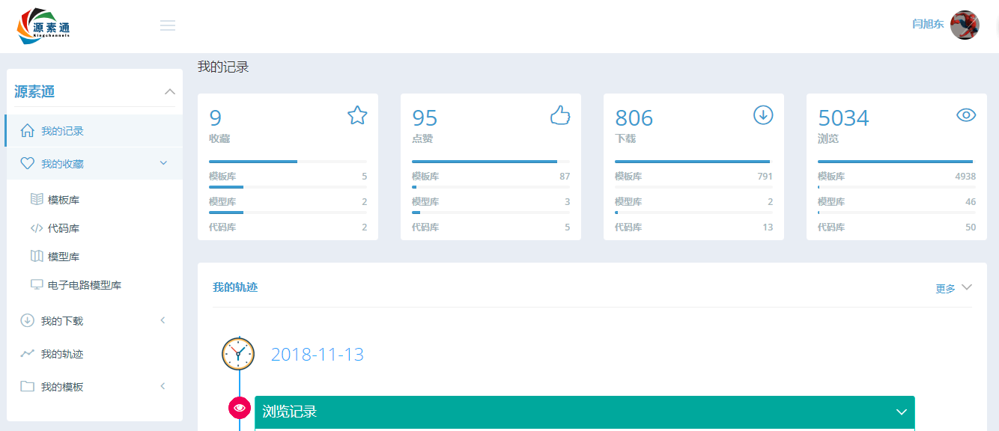 源素通
Kingchannels
闫旭东
源素通
我的记录
我的收藏
模板库
代码库
模型库
电子电路模型库
我的下载
我的轨迹
我的模板
我的记录
9
收藏
模板库 5
模型库 2
代码库 2
95
点赞
模板库 87
模型库 3
代码库 5
806
下载
模板库 791
模型库 2
代码库 13
5034
浏览
模板库 4938
模型库 46
代码库 50
我的轨迹 更多
2018-11-13
浏览记录